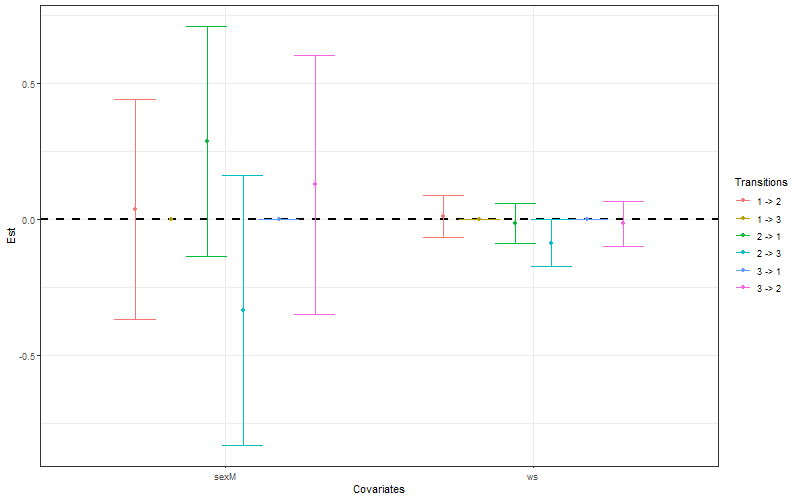 Est
0.5
0.0
-0.5
sexM
ws
Covariates
Transitions
1 -> 2
1 -> 3
2 -> 1
2 -> 3
3 -> 1
3 -> 2